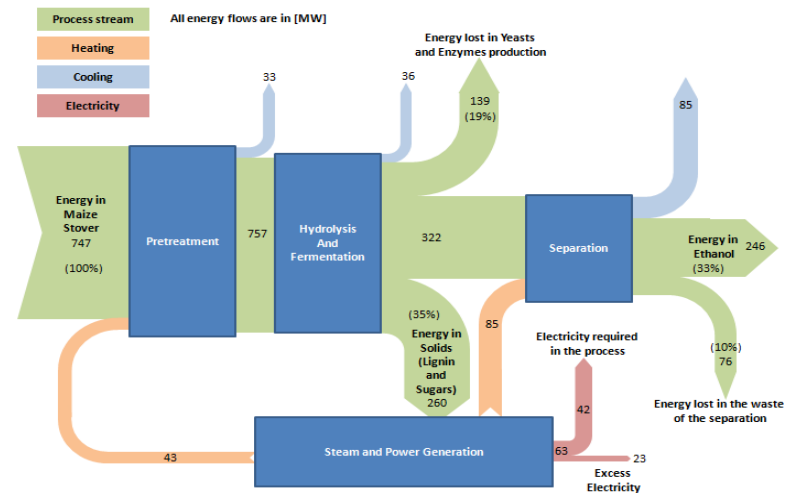 Process stream
All energy flows are in [MW]
Heating
Cooling
Electricity
Energy lost in Yeasts
and Enzymes production
33
36
139
(19%)
85
Energy in
Maize
Stover
747
(100%)
Pretreatment
757
Hydrolysis
And
Fermentation
322
Separation
Energy in
Ethanol
(33%)
246
(35%)
Energy in
Solids
(Lignin
and
Sugars)
260
85
Electricity required
in the process
(10%)
76
Energy lost in the waste
of the separation
42
43
Steam and Power Generation
63
23
Excess
Electricity